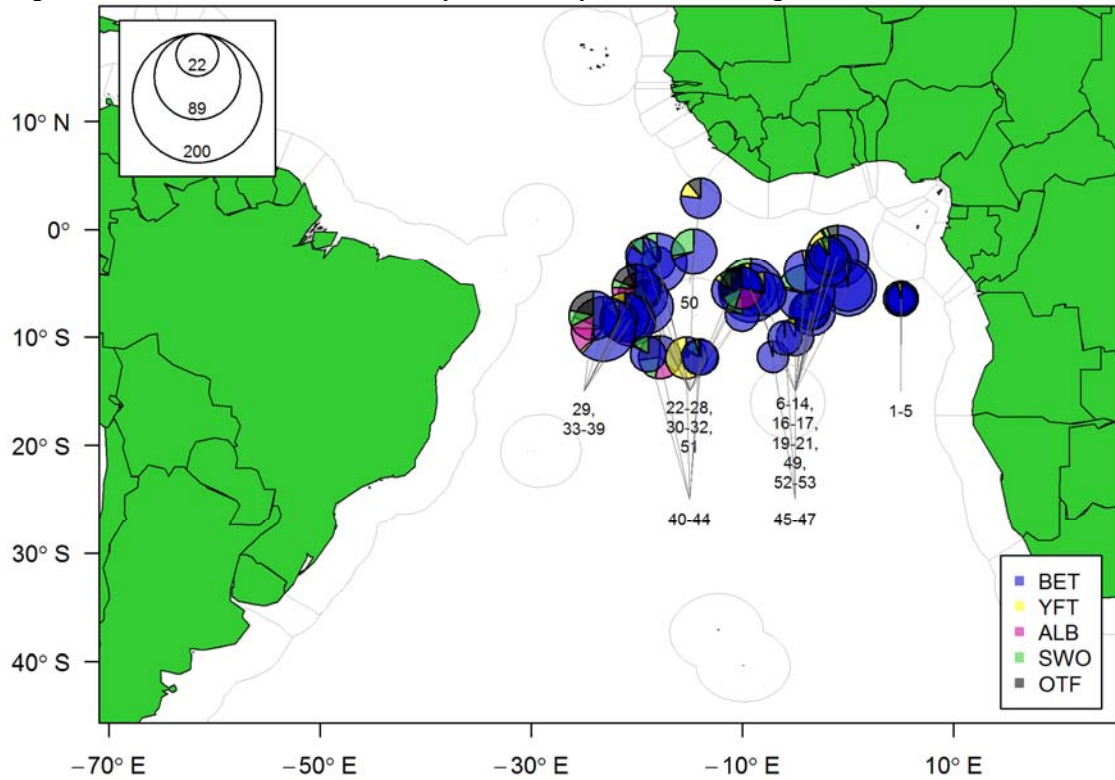 22
89
200
10° N
0°
10° S
20° S
30° S
40° S
50
29,
33-39
22-28,
30-32,
51
6-14,
16-17,
19-21,
49,
52-53
1-5
40-44
45-47
BET
YFT
ALB
SWO
OTF
−70° E
−50° E
−30° E
−10° E
10° E